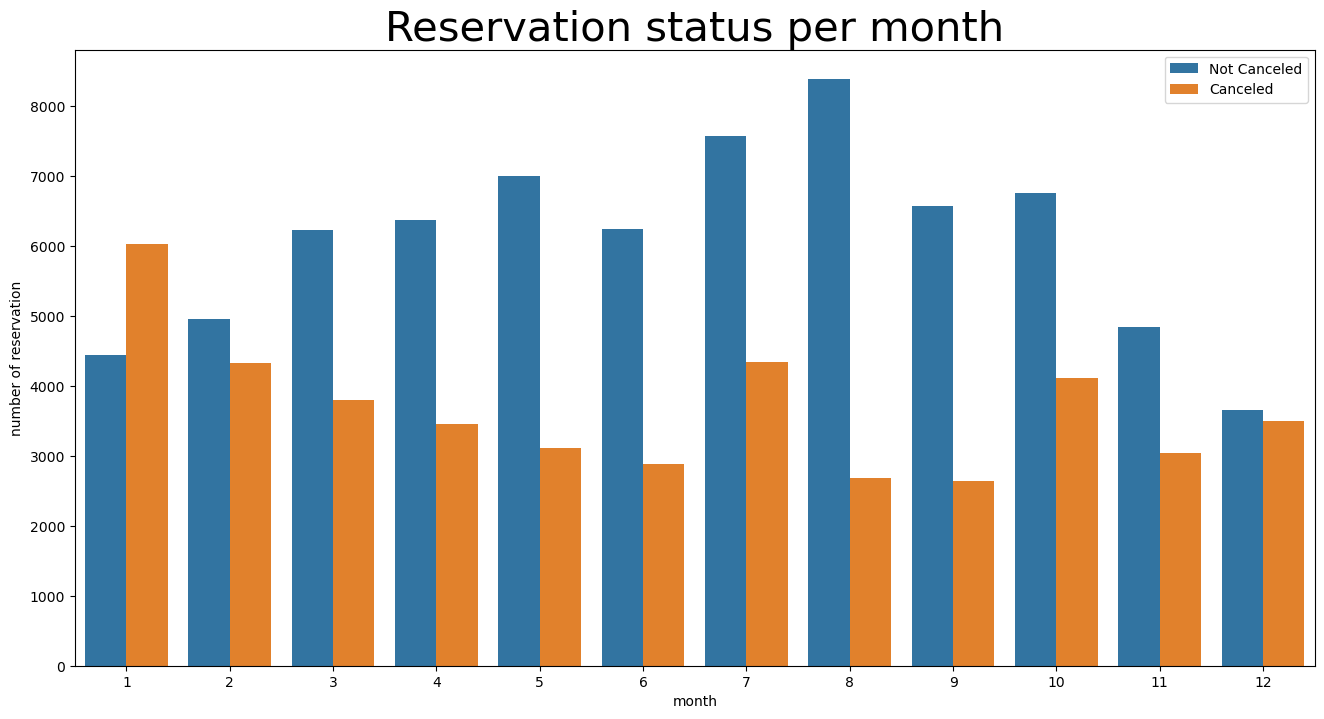 Reservation status per month
Not Canceled
Canceled
number of reservation
8000
7000
6000
5000
4000
3000
2000
1000
0
1 2 3 4 5 6 7 8 9 10 11 12
month